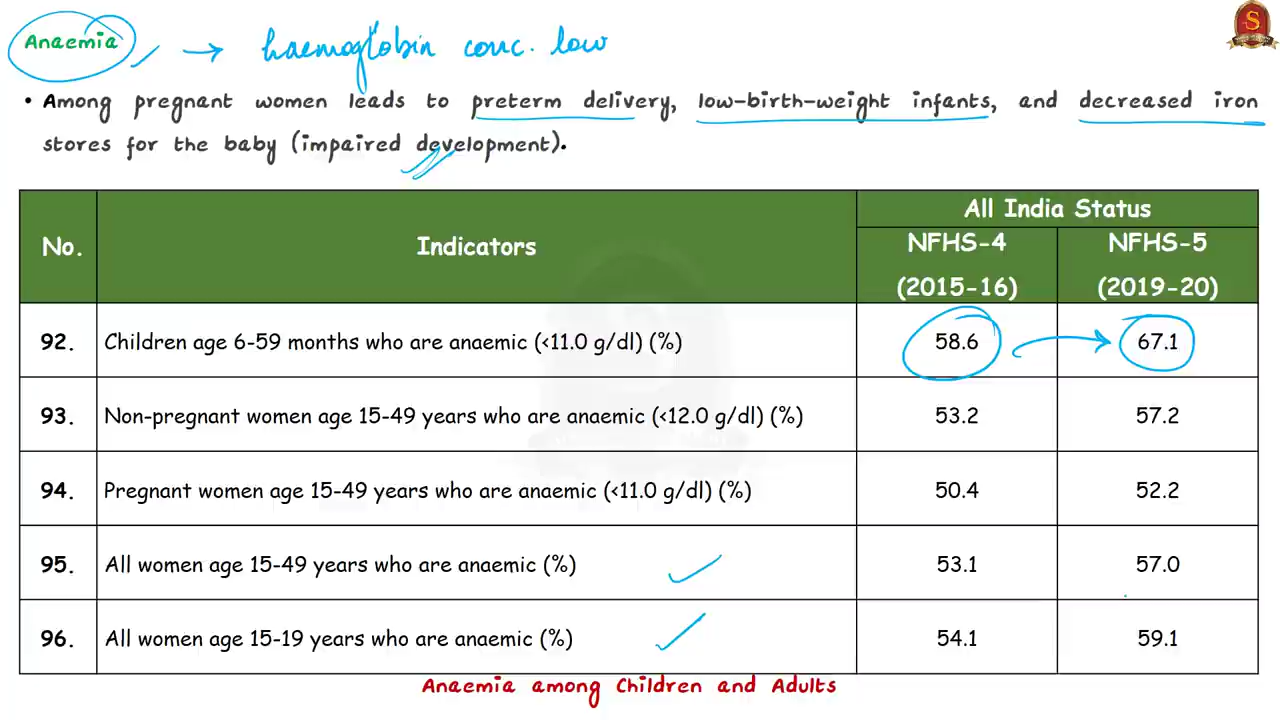 Anaemia → haemoglobin conc. low
• Among pregnant women leads to preterm delivery, low-birth-weight infants, and decreased iron
stores for the baby (impaired development).
No. Indicators All India Status
NFHS-4 (2015-16) NFHS-5 (2019-20)
92. Children age 6-59 months who are anaemic (<11.0 g/dl) (%) 58.6 → 67.1
93. Non-pregnant women age 15-49 years who are anaemic (<12.0 g/dl) (%) 53.2 57.2
94. Pregnant women age 15-49 years who are anaemic (<11.0 g/dl) (%) 50.4 52.2
95. All women age 15-49 years who are anaemic (%) 53.1 57.0
96. All women age 15-19 years who are anaemic (%) 54.1 59.1
Anaemia among Children and Adults